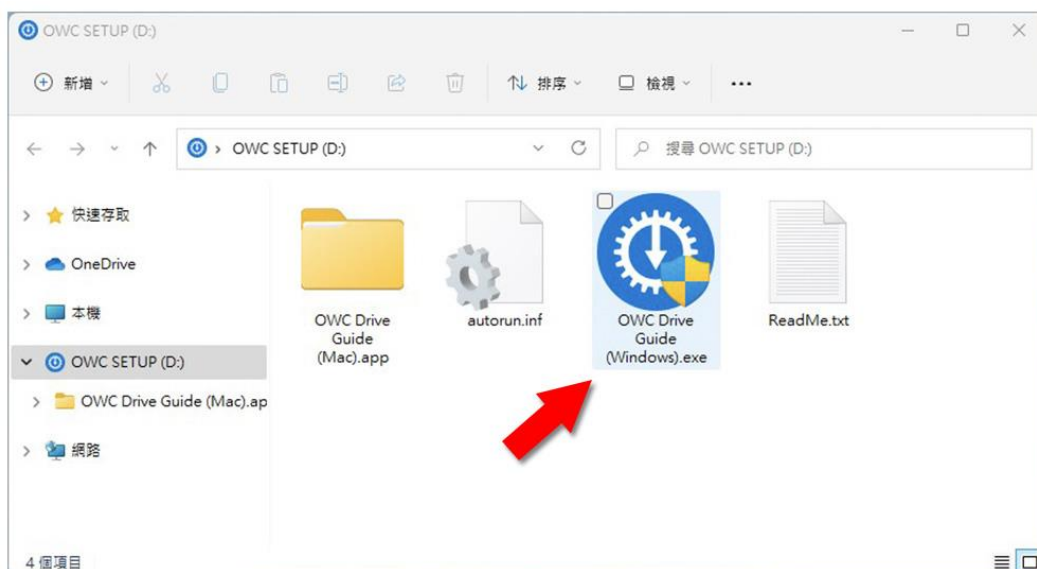 OWC SETUP (D:)
新增
排序
檢視
OWC SETUP (D:)
搜尋 OWC SETUP (D:)
快速存取
OneDrive
本機
OWC SETUP (D:)
OWC Drive Guide (Mac).ap
網路
OWC Drive
Guide
(Mac).app
autorun.inf
OWC Drive
Guide
(Windows).exe
ReadMe.txt
4 個項目